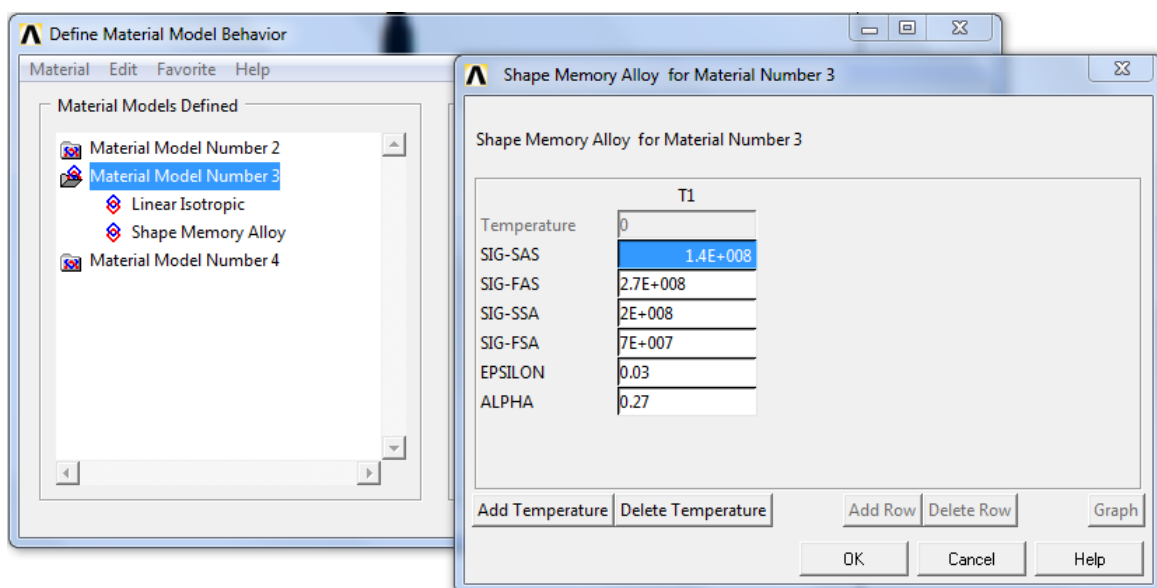 Define Material Model Behavior
Material Edit Favorite Help
Material Models Defined
Material Model Number 2
Material Model Number 3
Linear Isotropic
Shape Memory Alloy
Material Model Number 4
Shape Memory Alloy for Material Number 3
Shape Memory Alloy for Material Number 3
T1
Temperature 0
SIG-SAS 1.4E+008
SIG-FAS 2.7E+008
SIG-SSA 2E+008
SIG-FSA 7E+007
EPSILON 0.03
ALPHA 0.27
Add Temperature Delete Temperature Add Row Delete Row Graph
OK Cancel Help